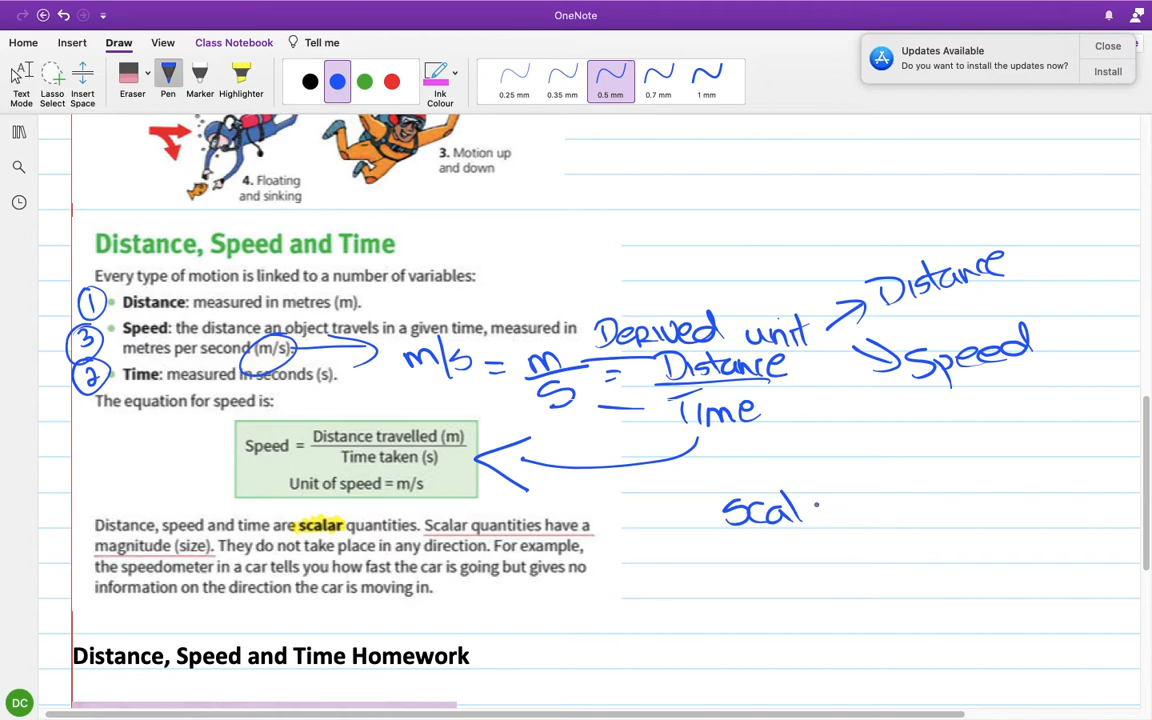 OneNote
Home Insert Draw View Class Notebook Tell me
Updates Available
Do you want to install the updates now?
Close
Install
Text Mode
Lasso Select
Insert Space
Eraser
Pen
Marker
Highlighter
Ink Colour
0.25 mm 0.35 mm 0.5 mm 0.7 mm 1 mm
3. Motion up
and down
4. Floating
and sinking
Distance, Speed and Time
Every type of motion is linked to a number of variables:
1 • Distance: measured in metres (m).
3 • Speed: the distance an object travels in a given time, measured in
metres per second (m/s).
2 • Time: measured in seconds (s).
The equation for speed is:
Speed = Distance travelled (m)
Time taken (s)
Unit of speed = m/s
Derived unit
Distance
Speed
m/s = m/s = Distance
Time
scal
Distance, speed and time are scalar quantities. Scalar quantities have a
magnitude (size). They do not take place in any direction. For example,
the speedometer in a car tells you how fast the car is going but gives no
information on the direction the car is moving in.
Distance, Speed and Time Homework
DC